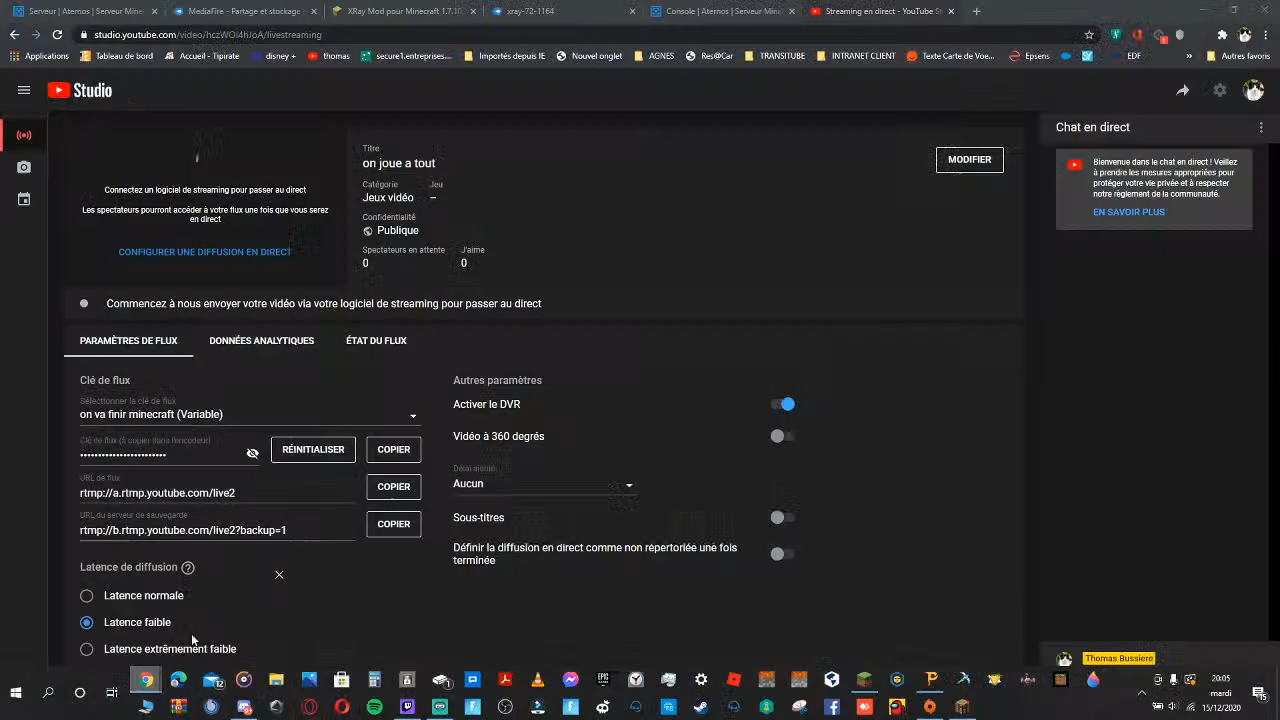 Serveur | Aternos | Serveur Mine
MediaFire - Partage et stockage
XRay Mod pour Minecraft 1.7.10
xray-72-1164
Console | Aternos | Serveur Mine
Streaming en direct - YouTube St
studio.youtube.com/video/hczWOl4hJoA/livestreaming
Applications
Tableau de bord
Accueil - Tipirate
disney +
thomas
secure1.entreprises...
Importés depuis IE
Nouvel onglet
AGNES
Res@Car
TRANSITUBE
INTRANET CLIENT
Texte Carte de Voe...
Epsens
EDF
»
Autres favoris
Studio
Connectez un logiciel de streaming pour passer au direct
Les spectateurs pourront accéder à votre flux une fois que vous serez
en direct
CONFIGURER UNE DIFFUSION EN DIRECT
Titre
on joue a tout
MODIFIER
Catégorie
Jeu
Jeux vidéo
–
Confidentialité
Publique
Spectateurs en attente
J'aime
0
0
Chat en direct
Bienvenue dans le chat en direct ! Veillez
à prendre les mesures appropriées pour
protéger votre vie privée et à respecter
notre règlement de la communauté.
EN SAVOIR PLUS
Commencez à nous envoyer votre vidéo via votre logiciel de streaming pour passer au direct
PARAMÈTRES DE FLUX
DONNÉES ANALYTIQUES
ÉTAT DU FLUX
Clé de flux
Sélectionner la clé de flux
on va finir minecraft (Variable)
Clé de flux (à copier dans l'encodeur)
RÉINITIALISER
COPIER
URL de flux
rtmp://a.rtmp.youtube.com/live2
COPIER
URL du serveur de sauvegarde
rtmp://b.rtmp.youtube.com/live2?backup=1
COPIER
Latence de diffusion
Latence normale
Latence faible
Latence extrêmement faible
Autres paramètres
Activer le DVR
Vidéo à 360 degrés
Délai ajouté
Aucun
Sous-titres
Définir la diffusion en direct comme non répertoriée une fois
terminée
Thomas Bussiere
20:05
mardi
15/12/2020